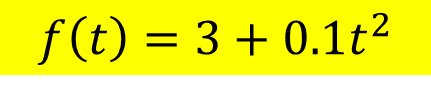 f(t) = 3 + 0.1t²